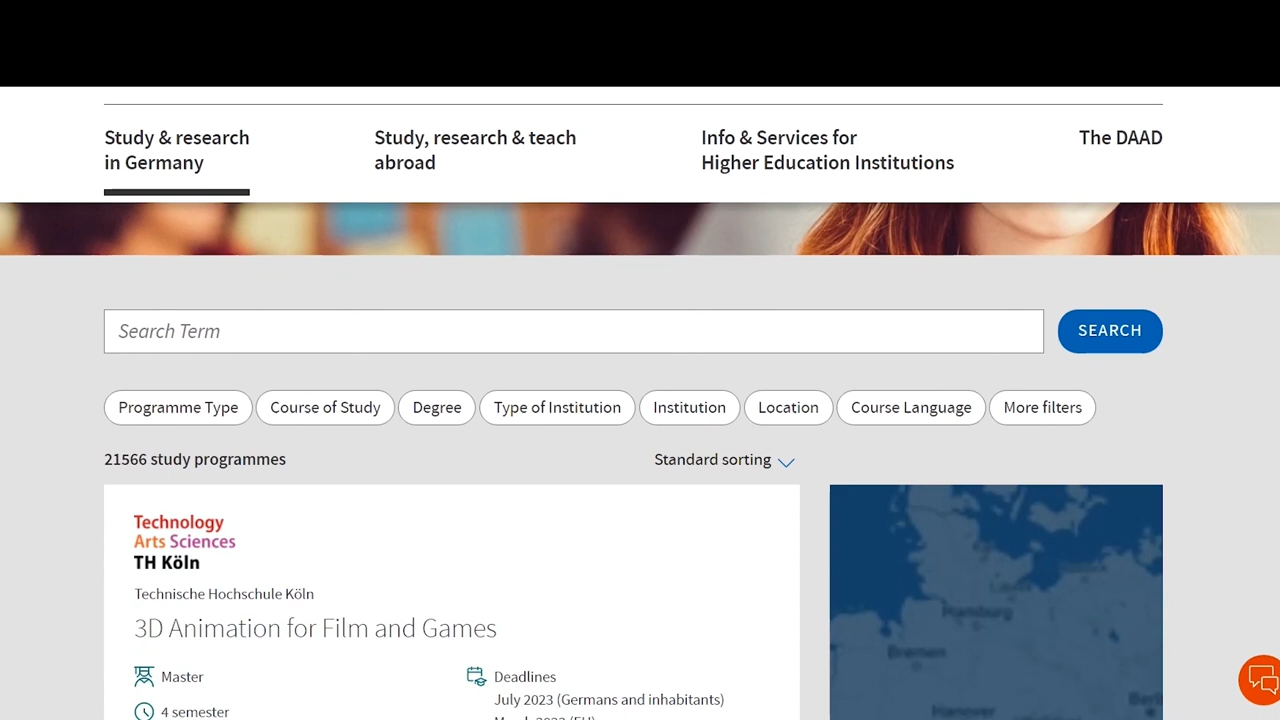 Study & research
in Germany
Study, research & teach
abroad
Info & Services for
Higher Education Institutions
The DAAD
Search Term
SEARCH
Programme Type
Course of Study
Degree
Type of Institution
Institution
Location
Course Language
More filters
21566 study programmes
Standard sorting
Technology
Arts Sciences
TH Köln
Technische Hochschule Köln
3D Animation for Film and Games
Master
4 semester
Deadlines
July 2023 (Germans and inhabitants)
Hamburg
Bremen
Hannover